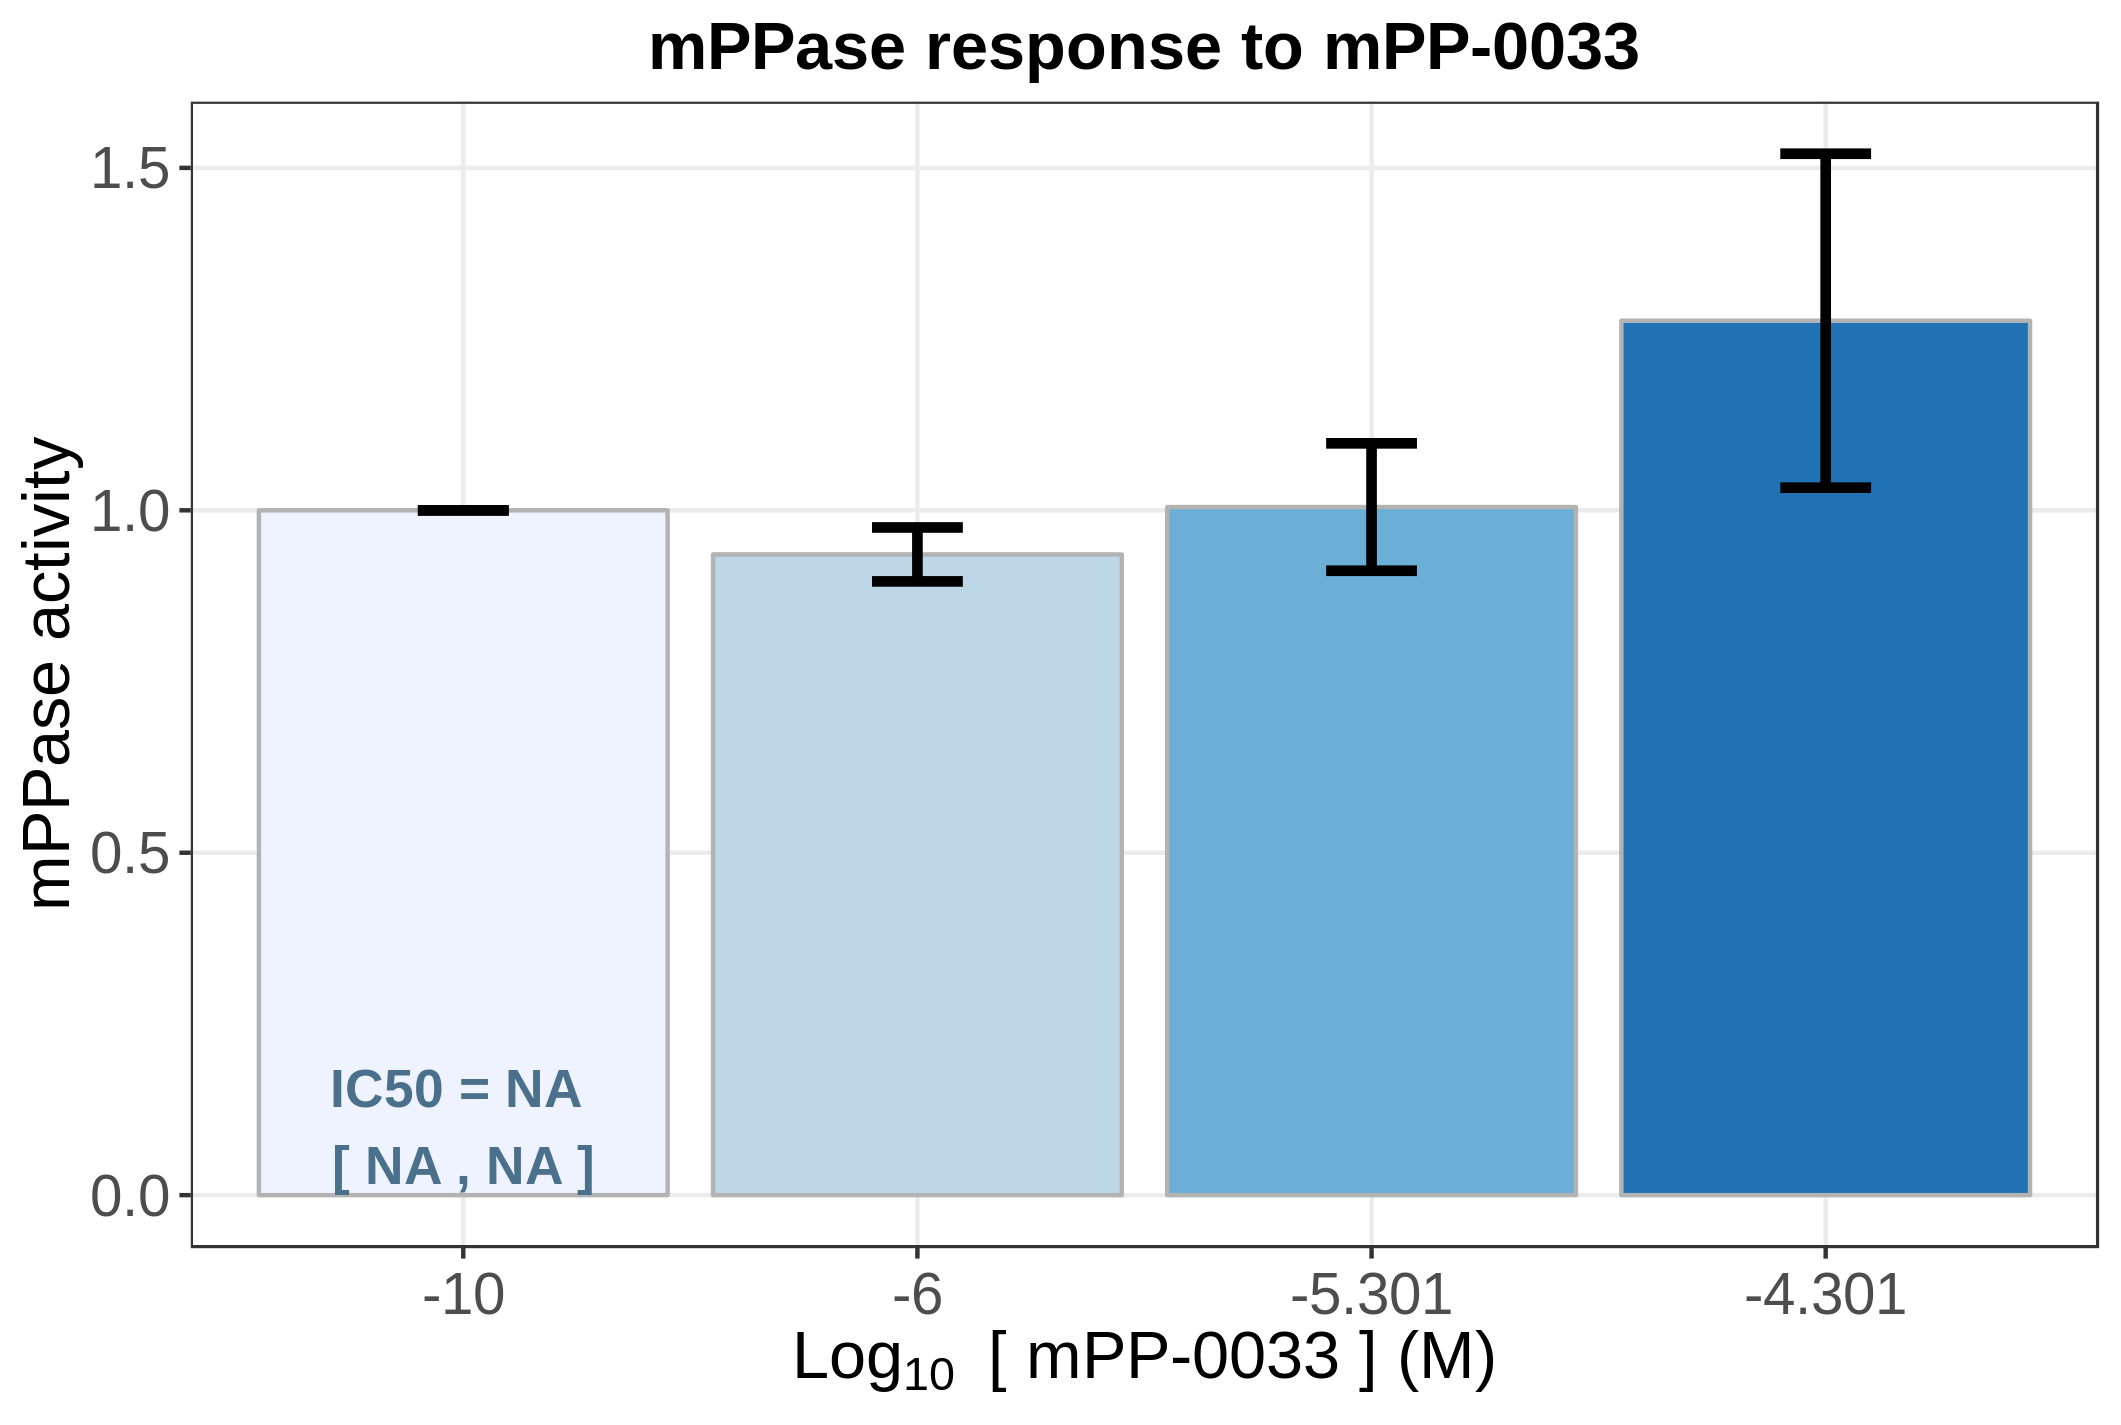 mPPase response to mPP-0033
mPPase activity
1.5
1.0
0.5
0.0
IC50 = NA
[ NA , NA ]
-10
-6
-5.301
-4.301
Log10 [ mPP-0033 ] (M)